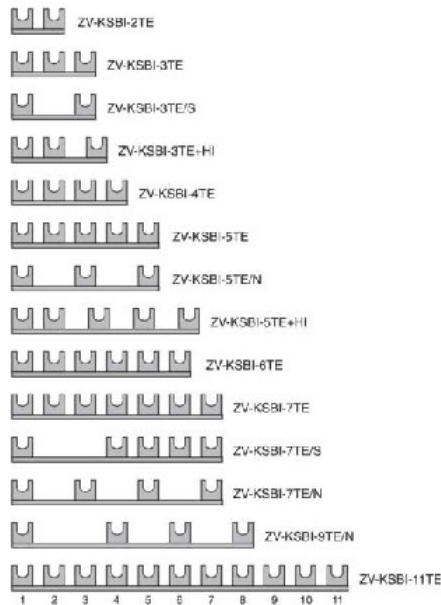 ZV-KSBI-2TE
ZV-KSBI-3TE
ZV-KSBI-3TE/S
ZV-KSBI-3TE+HI
ZV-KSBI-4TE
ZV-KSBI-5TE
ZV-KSBI-5TE/N
ZV-KSBI-5TE+HI
ZV-KSBI-6TE
ZV-KSBI-7TE
ZV-KSBI-7TE/S
ZV-KSBI-7TE/N
ZV-KSBI-9TE/N
ZV-KSBI-11TE
1 2 3 4 5 6 7 8 9 10 11